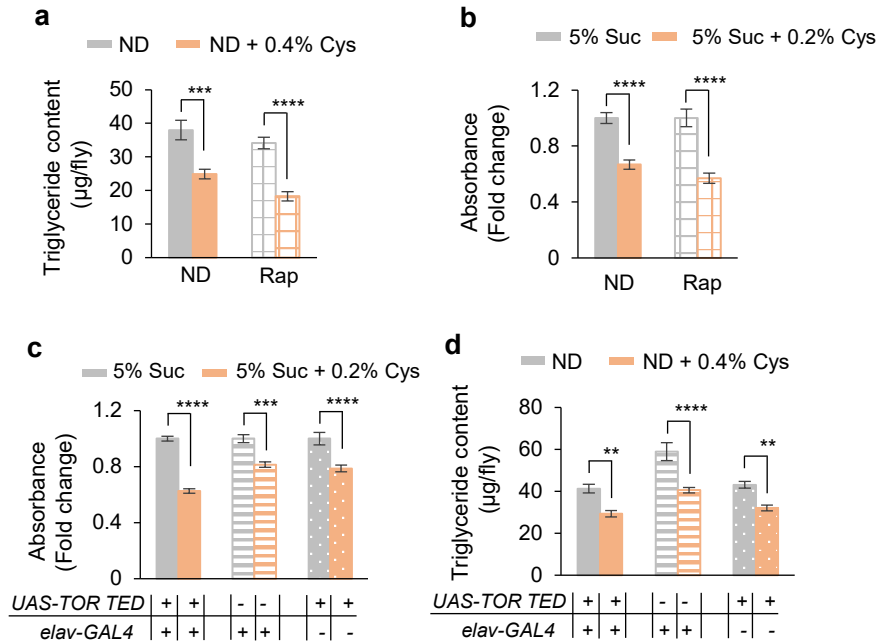 a
ND ND + 0.4% Cys
Triglyceride content
(µg/fly)
50
40
30
20
10
0
***
****
ND Rap
b
5% Suc 5% Suc + 0.2% Cys
Absorbance
(Fold change)
1.2
0.8
0.4
0
****
****
ND Rap
c
5% Suc 5% Suc + 0.2% Cys
Absorbance
(Fold change)
1.2
0.8
0.4
0
****
***
****
UAS-TOR TED + + - - + +
elav-GAL4 + + + + - -
d
ND ND + 0.4% Cys
Triglyceride content
(µg/fly)
80
60
40
20
0
**
****
**
UAS-TOR TED + + - - + +
elav-GAL4 + + + + - -